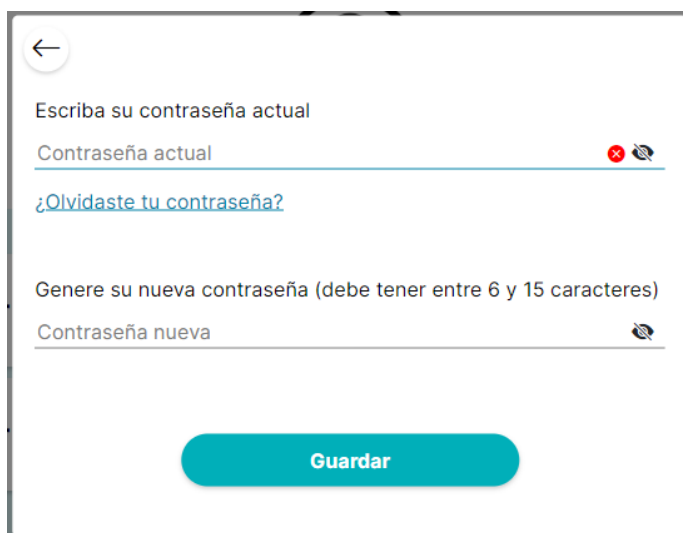 Escriba su contraseña actual
Contraseña actual
¿Olvidaste tu contraseña?
Genere su nueva contraseña (debe tener entre 6 y 15 caracteres)
Contraseña nueva
Guardar